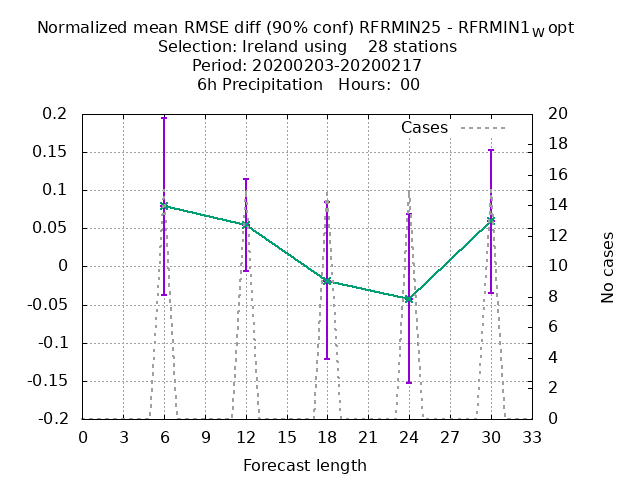 Normalized mean RMSE diff (90% conf) RFRMIN25 - RFRMIN1Wopt
Selection: Ireland using    28 stations
Period: 20200203-20200217
6h Precipitation   Hours:  00
Cases
0.2
0.15
0.1
0.05
0
-0.05
-0.1
-0.15
-0.2
20
18
16
14
12
10
8
6
4
2
0
No cases
0 3 6 9 12 15 18 21 24 27 30 33
Forecast length